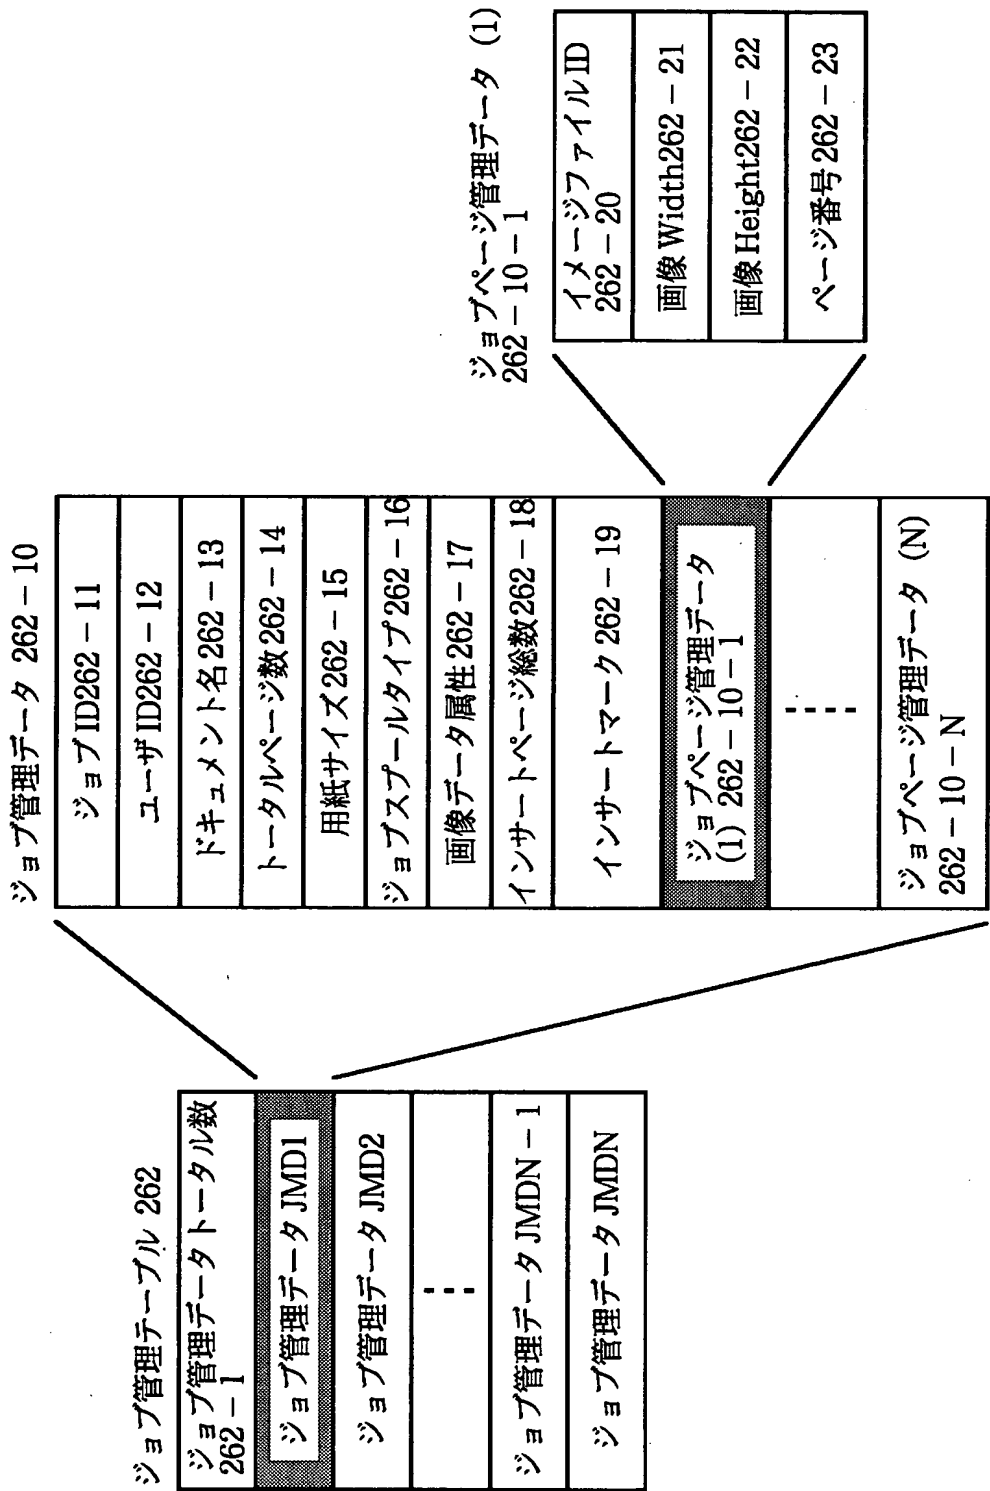 ジョブ管理テーブル 262
ジョブ管理データトータル数
262－1
ジョブ管理データ JMD1
ジョブ管理データ JMD2
ジョブ管理データ JMDN－1
ジョブ管理データ JMDN
ジョブ管理データ 262－10
ジョブID262－11
ユーザID262－12
ドキュメント名262－13
トータルページ数262－14
用紙サイズ262－15
ジョブスプールタイプ262－16
画像データ属性262－17
インサートページ総数262－18
インサートマーク262－19
ジョブページ管理データ
(1) 262－10－1
ジョブページ管理データ (N)
262－10－N
ジョブページ管理データ (1)
262－10－1
イメージファイルID
262－20
画像Width262－21
画像Height262－22
ページ番号262－23